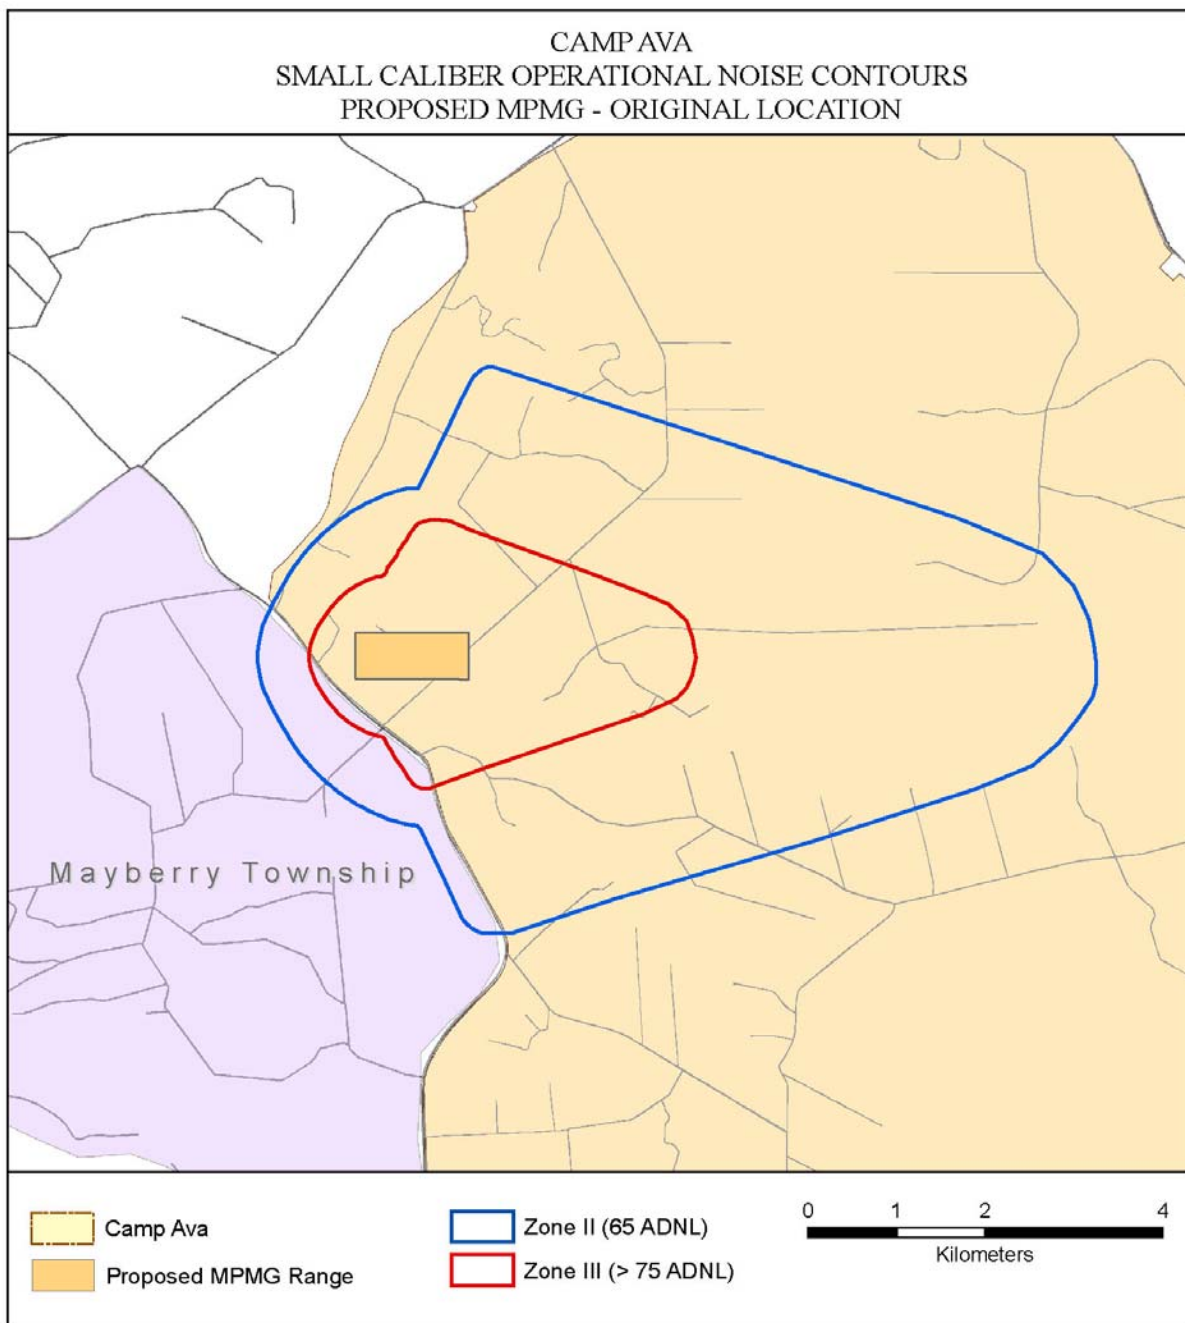 CAMP AVA
SMALL CALIBER OPERATIONAL NOISE CONTOURS
PROPOSED MPMG - ORIGINAL LOCATION
Mayberry Township
Camp Ava
Proposed MPMG Range
Zone II (65 ADNL)
Zone III (> 75 ADNL)
0 1 2 4
Kilometers